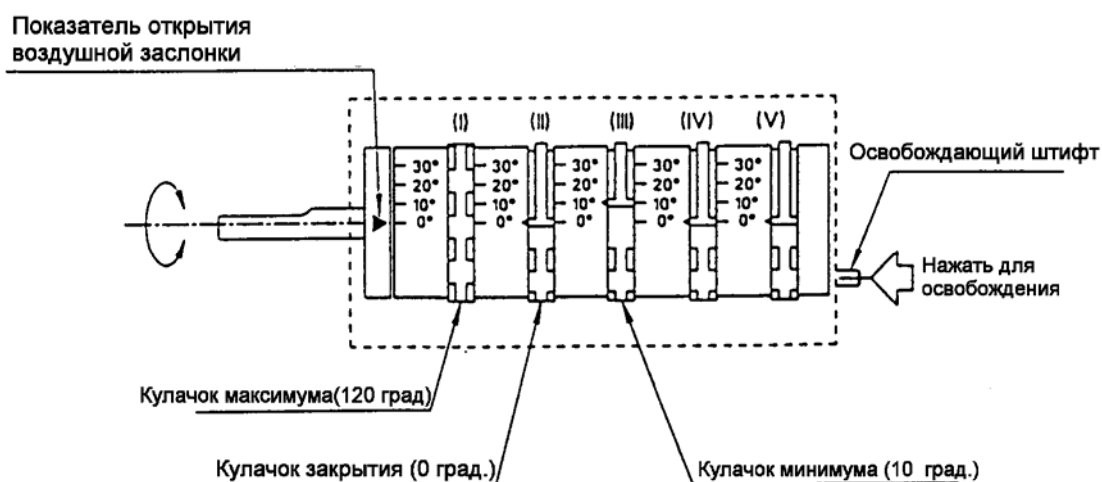 Показатель открытия
воздушной заслонки
(I) (II) (III) (IV) (V)
Освобождающий штифт
30° 30° 30° 30° 30°
20° 20° 20° 20° 20°
10° 10° 10° 10° 10°
0° 0° 0° 0° 0°
Нажать для
освобождения
Кулачок максимума(120 град)
Кулачок закрытия (0 град.)
Кулачок минимума (10 град.)